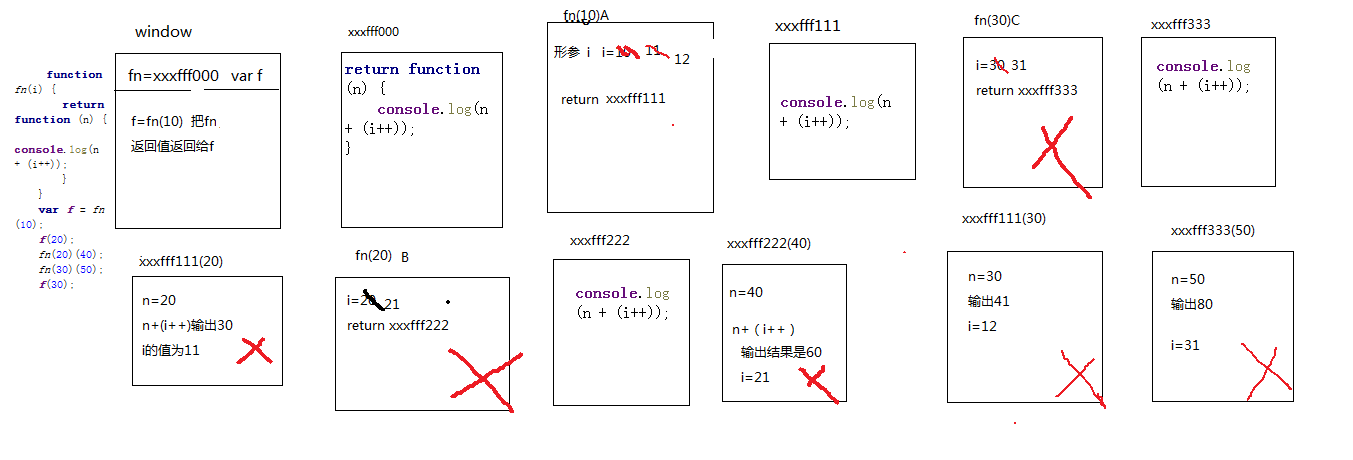 function
fn(i) {
return
function (n) {
console.log(n
+ (i++));
}
}
var f = fn
(10);
f(20);
fn(20)(40);
fn(30)(50);
f(30);
window
fn=xxxfff000 var f
f=fn(10) 把fn
返回值返回给f
xxxfff000
return function
(n) {
console.log(n
+ (i++));
}
fn(10)A
形参 i i=10 11 12
return xxxfff111
xxxfff111
console.log(n
+ (i++));
fn(30)C
i=30 31
return xxxfff333
xxxfff333
console.log
(n + (i++));
xxxfff111(20)
n=20
n+(i++)输出30
i的值为11
fn(20) B
i=20 21
return xxxfff222
xxxfff222
console.log
(n + (i++));
xxxfff222(40)
n=40
n+（i++）
输出结果是60
i=21
xxxfff111(30)
n=30
输出41
i=12
xxxfff333(50)
n=50
输出80
i=31